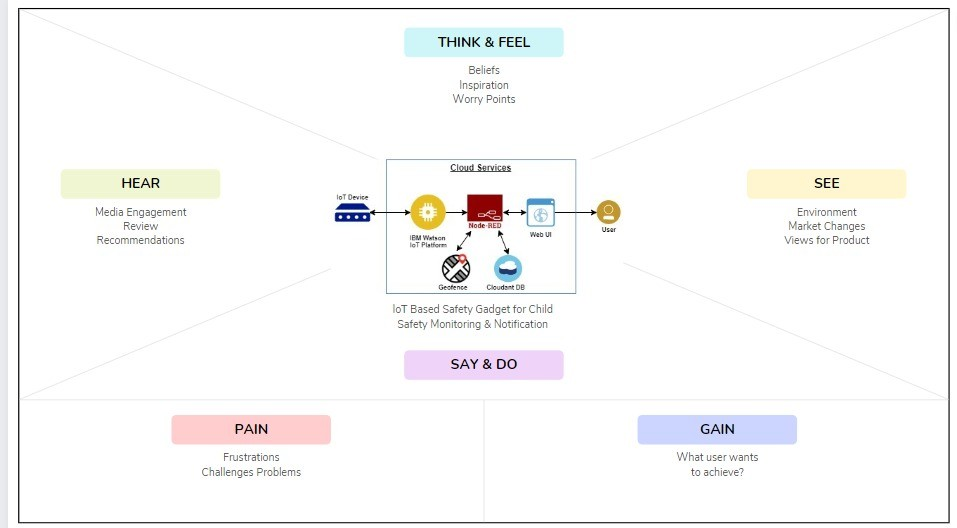 THINK & FEEL
Beliefs
Inspiration
Worry Points
HEAR
Media Engagement
Review
Recommendations
Cloud Services
IoT Device
IBM Watson
IoT Platform
Node-RED
Web UI
User
Geofence
Cloudant DB
SEE
Environment
Market Changes
Views for Product
IoT Based Safety Gadget for Child
Safety Monitoring & Notification
SAY & DO
PAIN
Frustrations
Challenges Problems
GAIN
What user wants
to achieve?